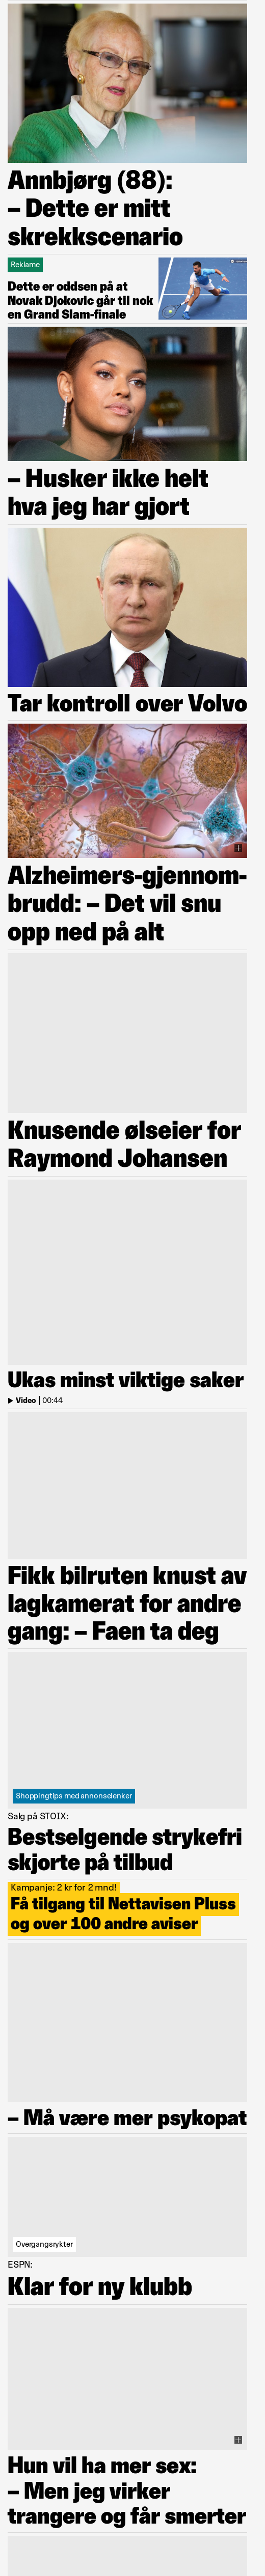 Annbjørg (88):
– Dette er mitt
skrekkscenario
Reklame
Dette er oddsen på at
Novak Djokovic går til nok
en Grand Slam-finale
– Husker ikke helt
hva jeg har gjort
Tar kontroll over Volvo
Alzheimers-gjennom-
brudd: – Det vil snu
opp ned på alt
Knusende ølseier for
Raymond Johansen
Ukas minst viktige saker
Video | 00:44
Fikk bilruten knust av
lagkamerat for andre
gang: – Faen ta deg
Shoppingtips med annonselenker
Salg på STOIX:
Bestselgende strykefri
skjorte på tilbud
Kampanje: 2 kr for 2 mnd!
Få tilgang til Nettavisen Pluss
og over 100 andre aviser
– Må være mer psykopat
Overgangsrykter
ESPN:
Klar for ny klubb
Hun vil ha mer sex:
– Men jeg virker
trangere og får smerter